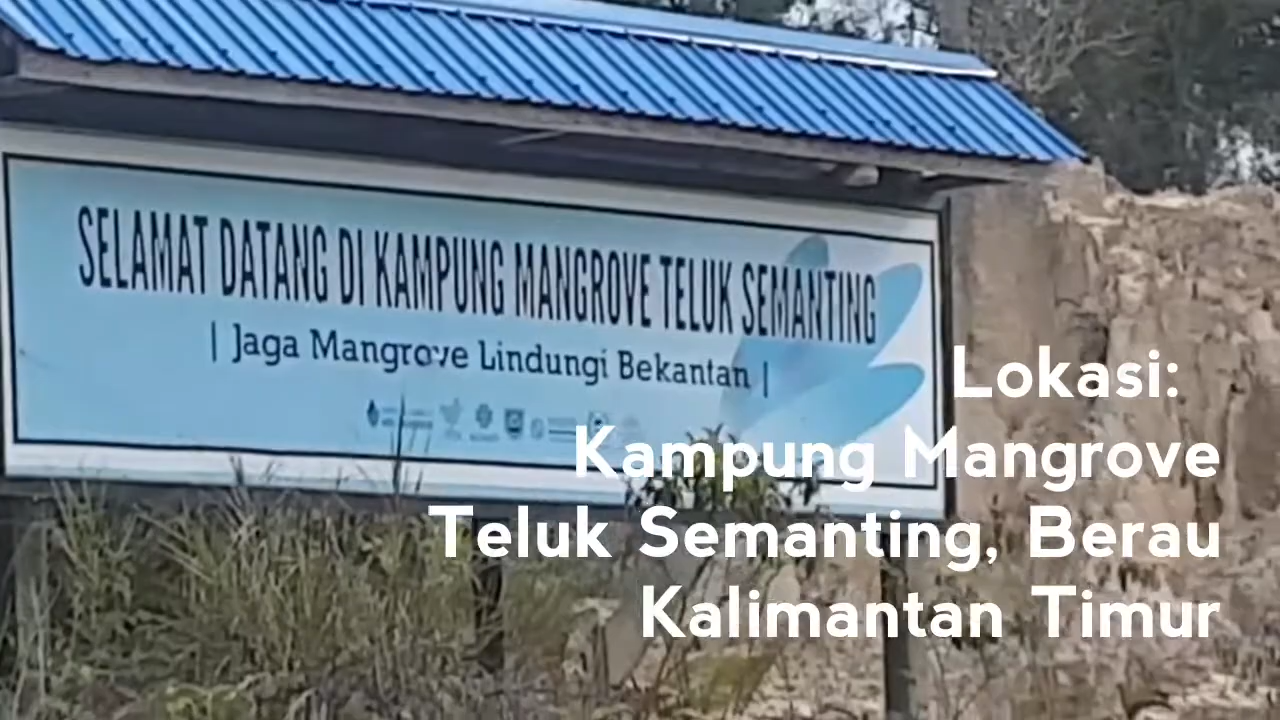 SELAMAT DATANG DI KAMPUNG MANGROVE TELUK SEMANTING
| Jaga Mangrove Lindungi Bekantan |
Lokasi:
Kampung Mangrove
Teluk Semanting, Berau
Kalimantan Timur